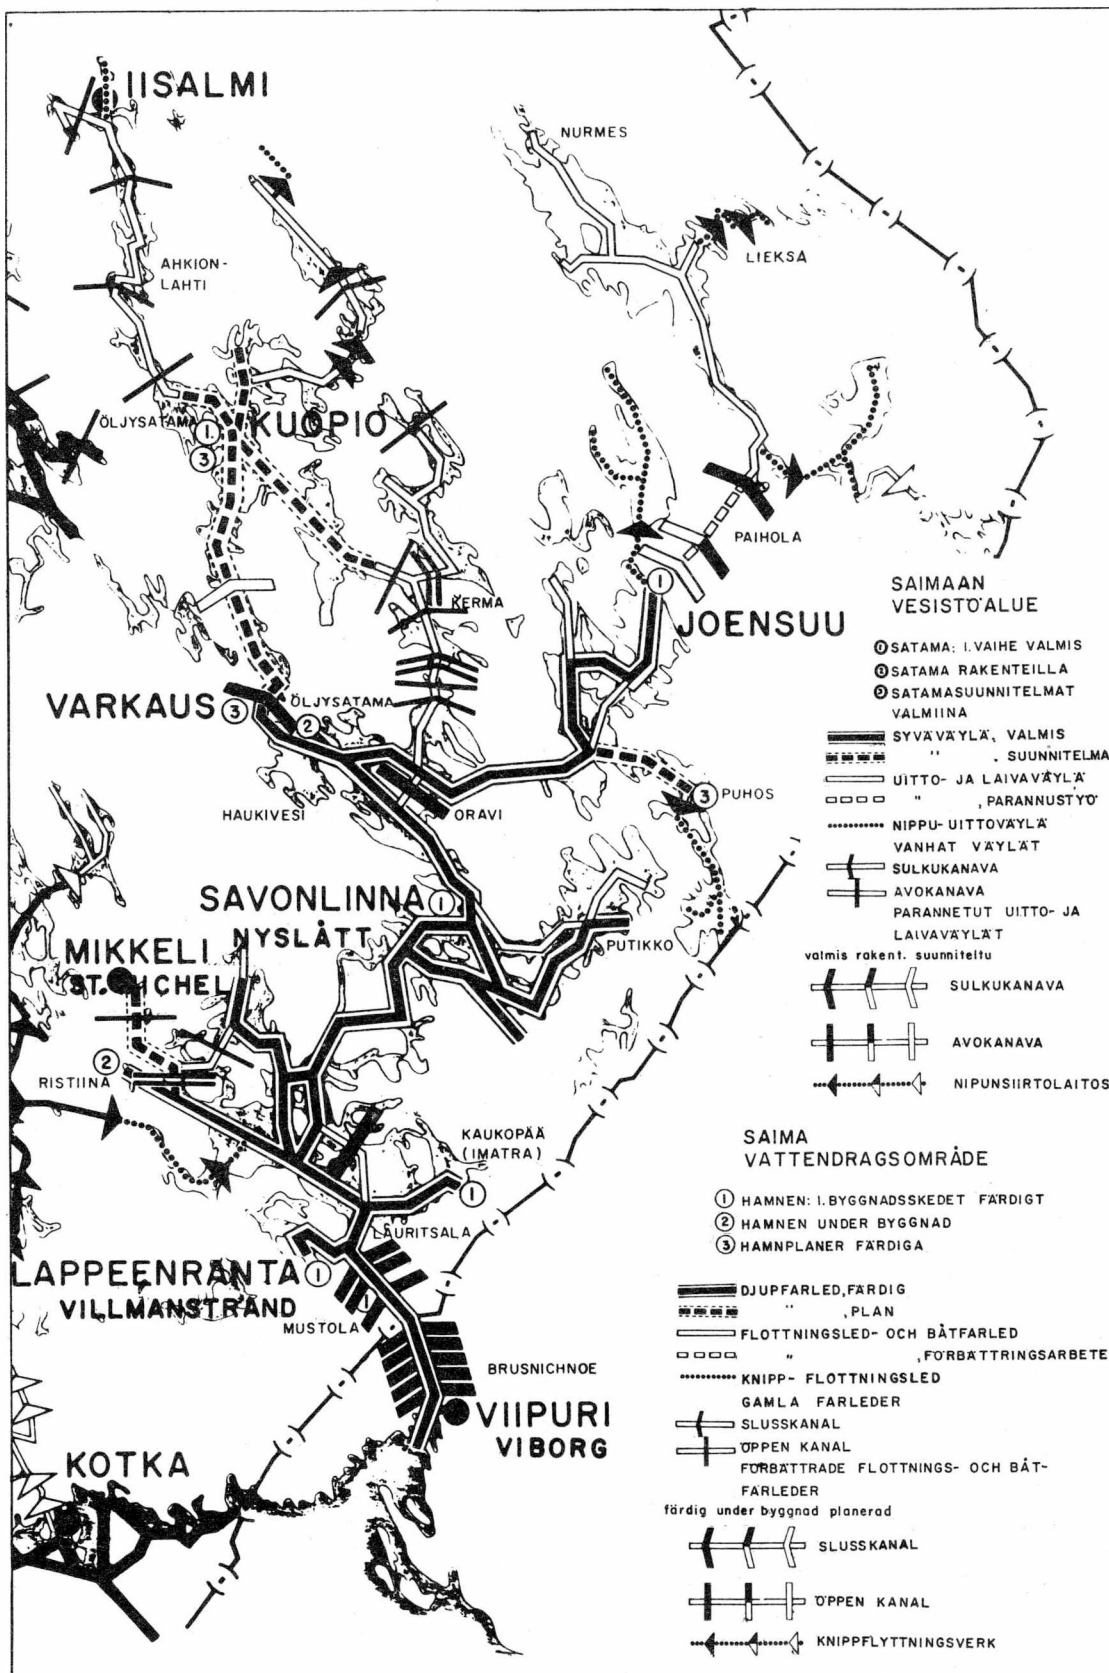 IISALMI
NURMES
LIEKSA
AHKION-
LAHTI
ÖLJYSATAMA
1.
3
KUOPIO
PAIHOLA
KERMA
1
JOENSUU
VARKAUS
3
ÖLJYSATAMA
2
HAUKIVESI
ORAVI
3
PUHOS
SAVONLINNA
1
NYSLÅTT
PUTIKKO
MIKKELI
ST. MICHEL
2
RISTIINA
KAUKOPÄÄ
(IMATRA)
1
LAURITSALA
LAPPEENRANTA
1
VILLMANSTRAND
1
MUSTOLA
BRUSNICHNOE
VIIPURI
VIBORG
KOTKA
SAIMAAN
VESISTÖALUE
SATAMA: I. VAIHE VALMIS
SATAMA RAKENTEILLA
SATAMASUUNNITELMAT
VALMIINA
SYVÄVÄYLÄ, VALMIS
" , SUUNNITELMA
UITTO- JA LAIVAVÄYLÄ
" , PARANNUSTYÖ
NIPPU-UITTOVÄYLÄ
VANHAT VÄYLÄT
SULKUKANAVA
AVOKANAVA
PARANNETUT UITTO- JA
LAIVAVÄYLÄT
valmis rakent. suunniteltu
SULKUKANAVA
AVOKANAVA
NIPUNSIIRTOLAITOS
SAIMA
VATTENDRAGSOMRÅDE
1 HAMNEN: I. BYGGNADSSKEDET FÄRDIGT
2 HAMNEN UNDER BYGGNAD
3 HAMNPLANER FÄRDIGA
DJUPFARLED, FÄRDIG
" , PLAN
FLOTTNINGSLED- OCH BÅTFARLED
" , FÖRBÄTTRINGSARBETE
KNIPP- FLOTTNINGSLED
GAMLA FARLEDER
SLUSSKANAL
ÖPPEN KANAL
FÖRBÄTTRADE FLOTTNINGS- OCH BÅT-
FARLEDER
färdig under byggnad planerad
SLUSSKANAL
ÖPPEN KANAL
KNIPPFLYTTNINGSVERK